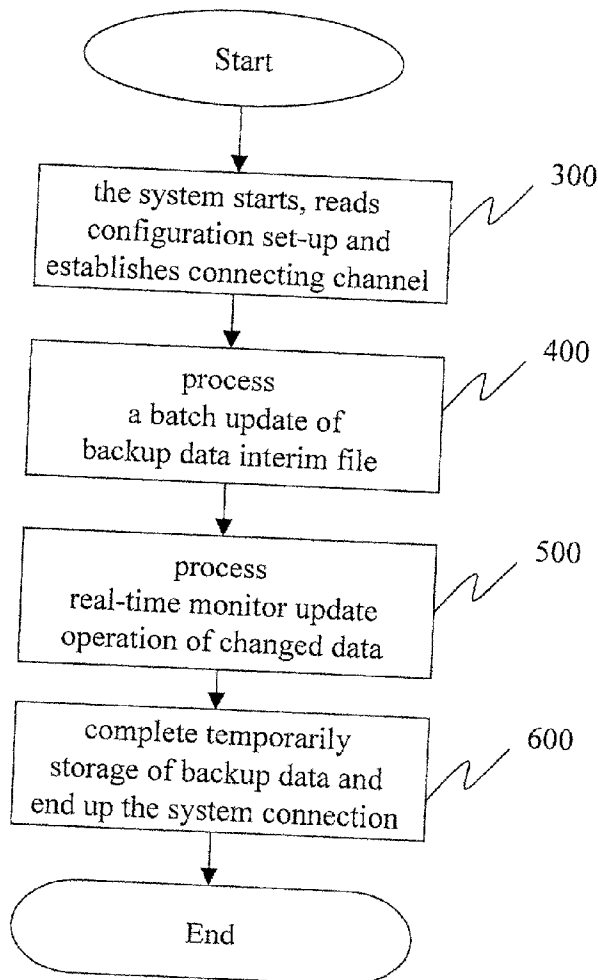 Start
the system starts, reads
configuration set-up and
establishes connecting channel
300
process
a batch update of
backup data interim file
400
process
real-time monitor update
operation of changed data
500
complete temporarily
storage of backup data and
end up the system connection
600
End